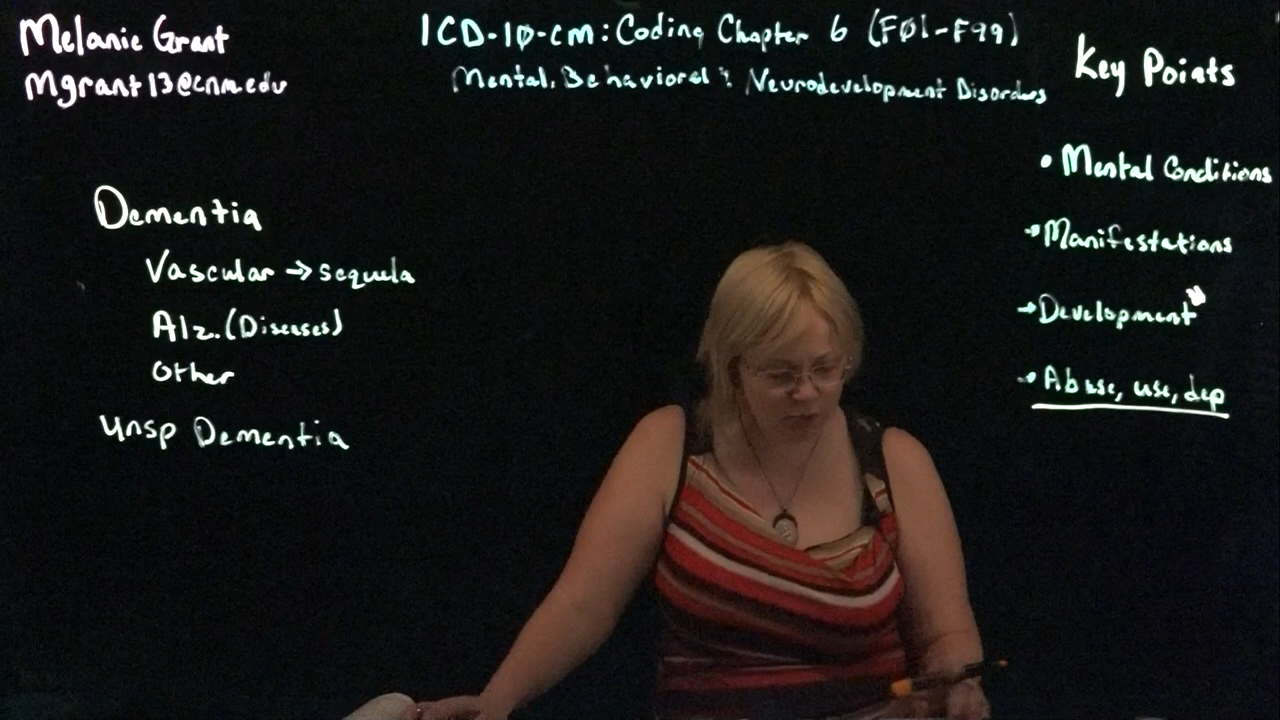 Melanie Grant
Mgrant13@cnm.edu
ICD-10-cm: Coding Chapter 6 (F01-F99)
Mental, Behavioral & Neurodevelopment Disorders
Key Points
• Mental Conditions
→ Manifestations
→ Development
→ Abuse, use, dep
Dementia
Vascular → sequela
Alz. (Diseases)
Other
Unsp Dementia